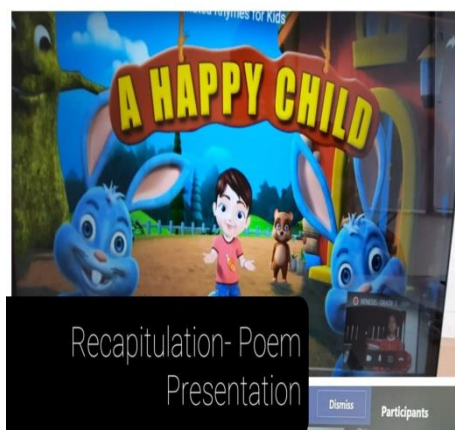 Rhymes for Kids
A HAPPY CHILD
Recapitulation- Poem
Presentation
Dismiss
Participants